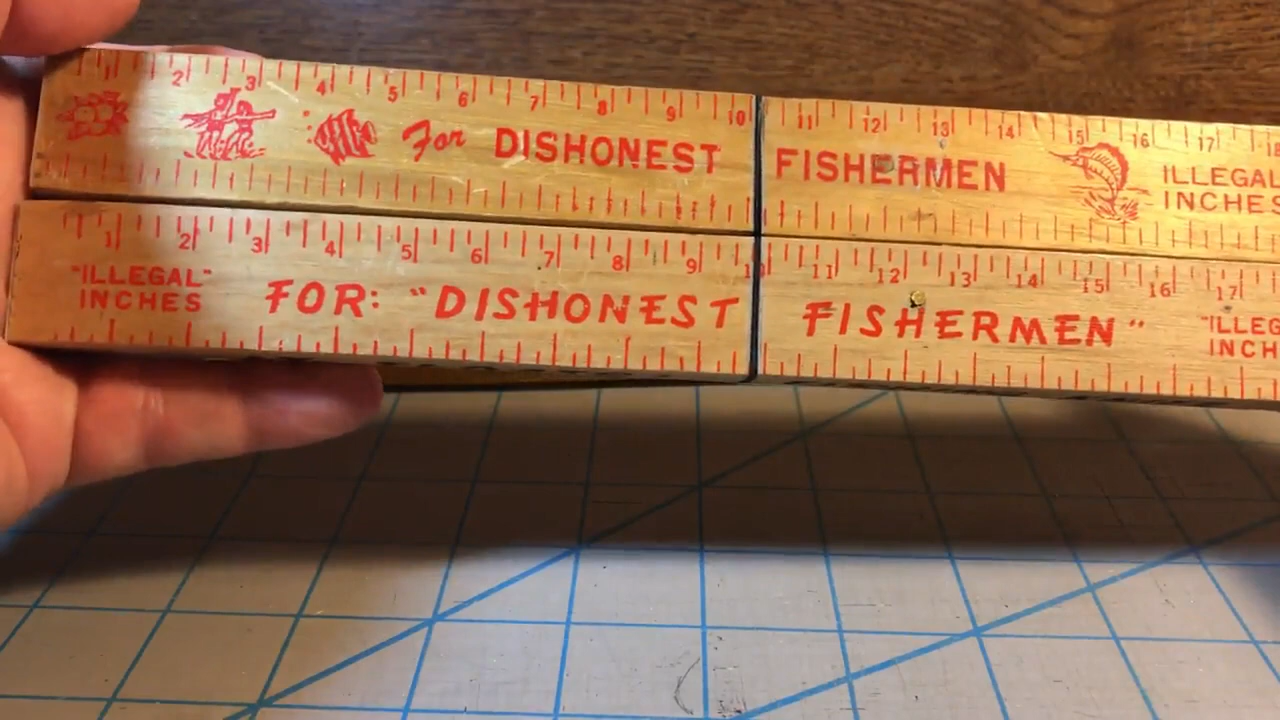 1 2 3 4 5 6 7 8 9 10 11 12 13 14 15 16 17 18
For DISHONEST FISHERMEN
ILLEGAL
INCHES
1 2 3 4 5 6 7 8 9 10 11 12 13 14 15 16 17
"ILLEGAL"
INCHES
FOR: "DISHONEST FISHERMEN"